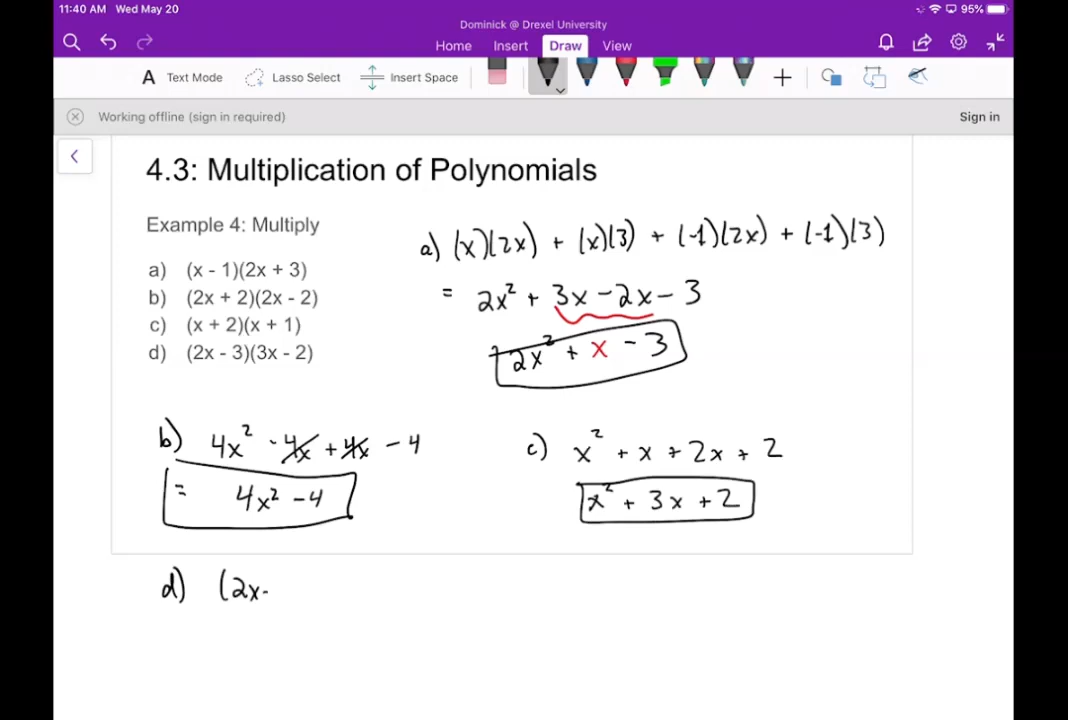 11:40 AM Wed May 20
95%
Dominick @ Drexel University
Home Insert Draw View
A Text Mode Lasso Select Insert Space
Working offline (sign in required) Sign in
4.3: Multiplication of Polynomials
Example 4: Multiply
a) (x - 1)(2x + 3)
b) (2x + 2)(2x - 2)
c) (x + 2)(x + 1)
d) (2x - 3)(3x - 2)
a) (x)(2x) + (x)(3) + (-1)(2x) + (-1)(3)
= 2x² + 3x - 2x - 3
2x² + x - 3
b) 4x² - 4x + 4x - 4
= 4x² - 4
c) x² + x + 2x + 2
x² + 3x + 2
d) (2x-